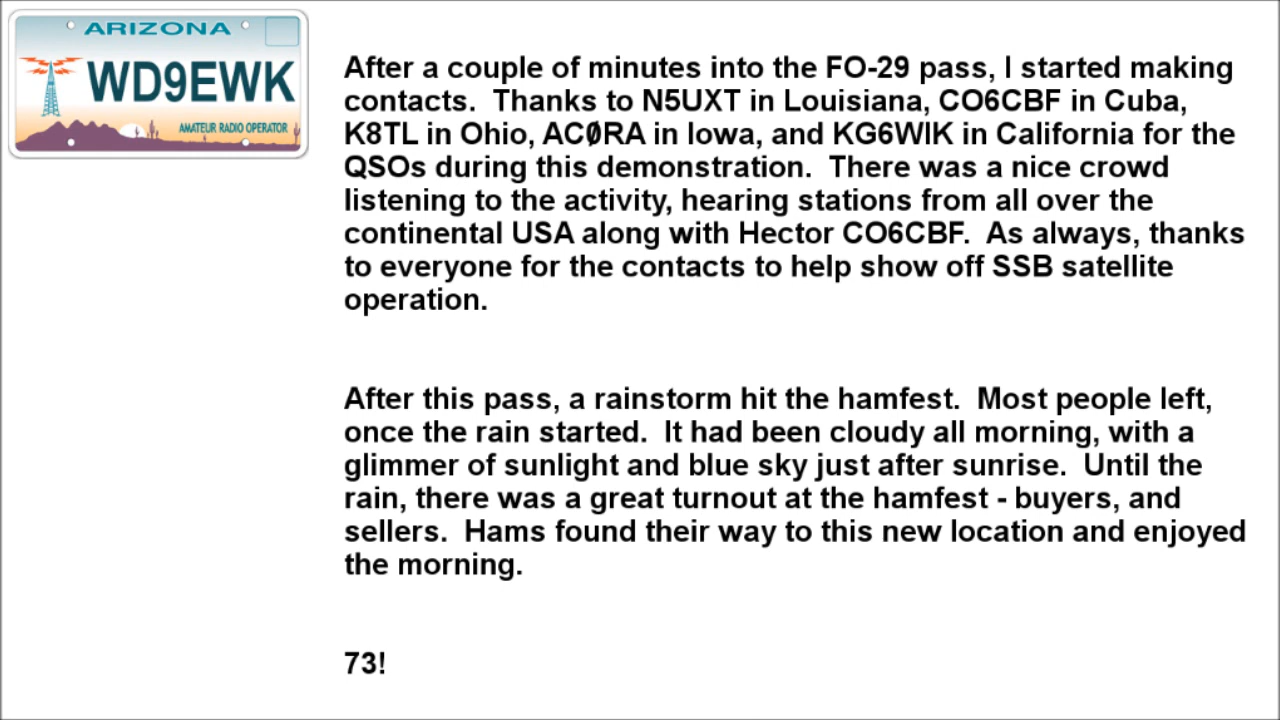 ARIZONA
WD9EWK
AMATEUR RADIO OPERATOR
After a couple of minutes into the FO-29 pass, I started making
contacts.  Thanks to N5UXT in Louisiana, CO6CBF in Cuba,
K8TL in Ohio, ACØRA in Iowa, and KG6WIK in California for the
QSOs during this demonstration.  There was a nice crowd
listening to the activity, hearing stations from all over the
continental USA along with Hector CO6CBF.  As always, thanks
to everyone for the contacts to help show off SSB satellite
operation.
After this pass, a rainstorm hit the hamfest.  Most people left,
once the rain started.  It had been cloudy all morning, with a
glimmer of sunlight and blue sky just after sunrise.  Until the
rain, there was a great turnout at the hamfest - buyers, and
sellers.  Hams found their way to this new location and enjoyed
the morning.
73!